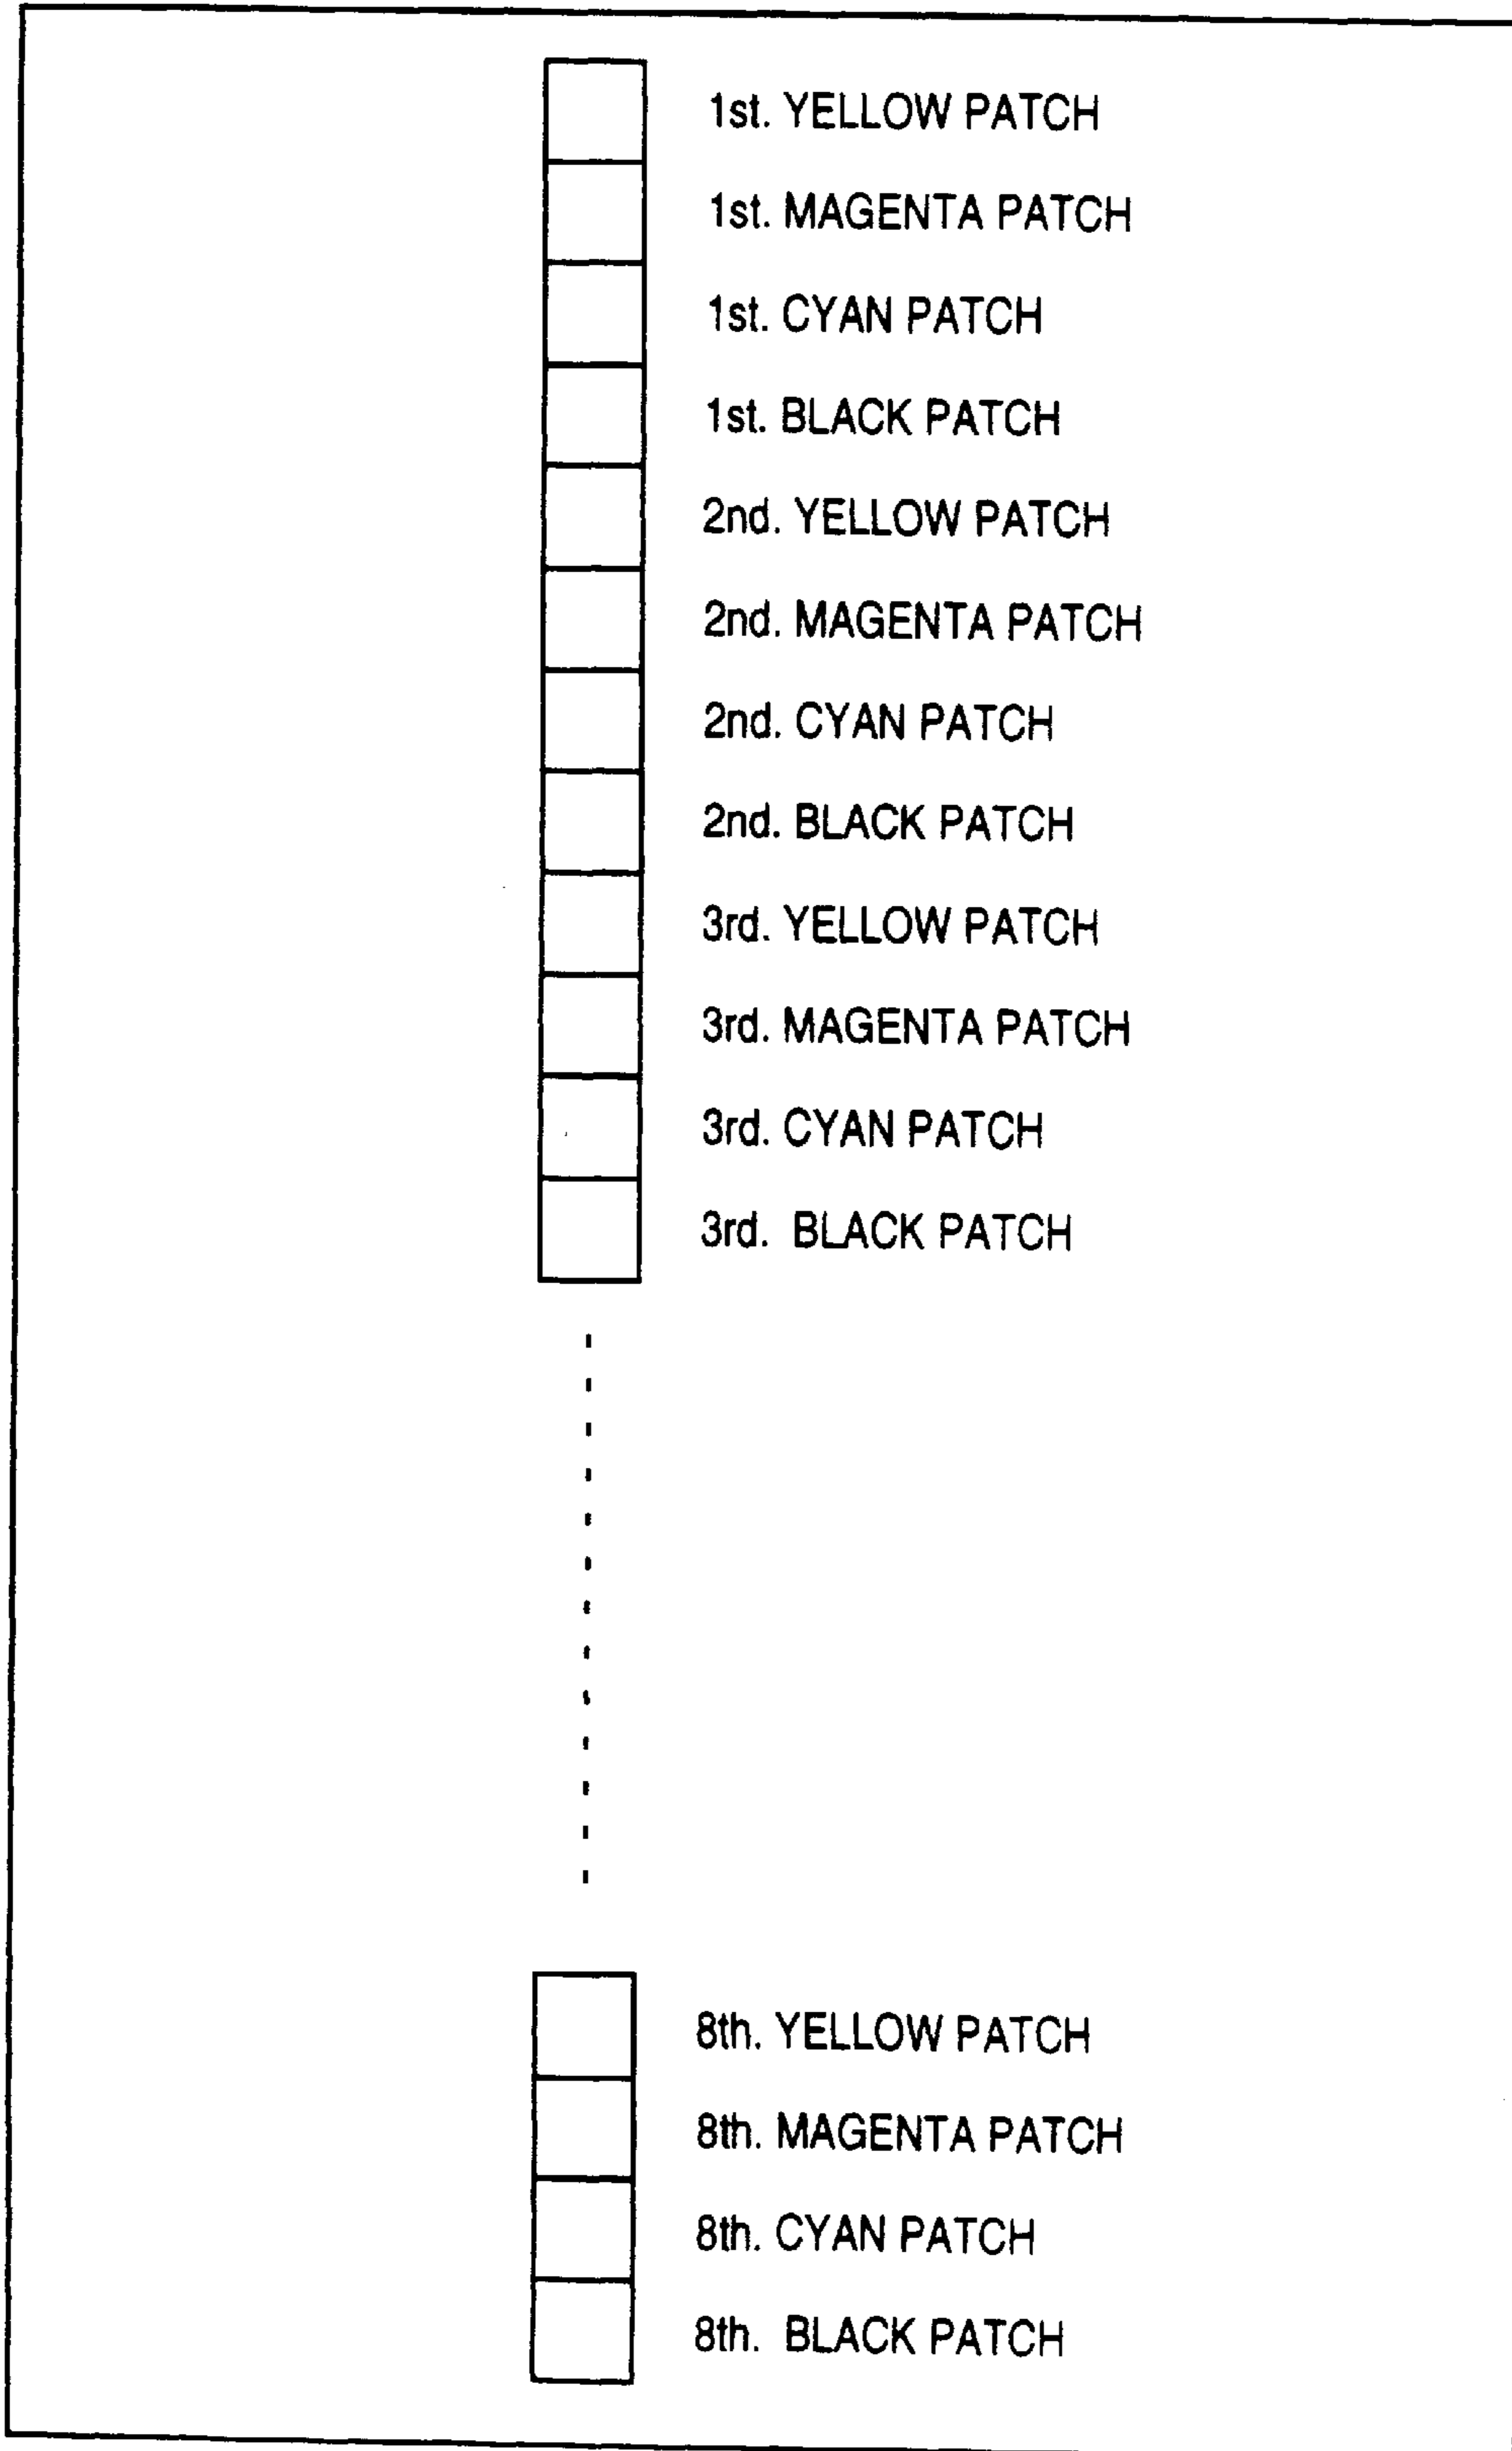 1st. YELLOW PATCH
1st. MAGENTA PATCH
1st. CYAN PATCH
1st. BLACK PATCH
2nd. YELLOW PATCH
2nd. MAGENTA PATCH
2nd. CYAN PATCH
2nd. BLACK PATCH
3rd. YELLOW PATCH
3rd. MAGENTA PATCH
3rd. CYAN PATCH
3rd. BLACK PATCH
8th. YELLOW PATCH
8th. MAGENTA PATCH
8th. CYAN PATCH
8th. BLACK PATCH